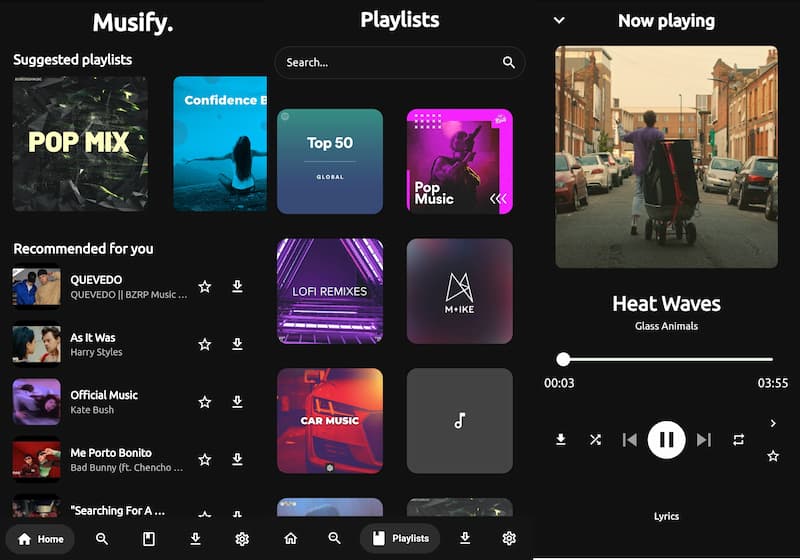 Musify.
Suggested playlists
POP MIX
Confidence B
Recommended for you
QUEVEDO
QUEVEDO || BZRP Music ...
As It Was
Harry Styles
Official Music
Kate Bush
Me Porto Bonito
Bad Bunny (ft. Chencho ...
"Searching For A ...
Home
Playlists
Search...
Top 50
GLOBAL
Pop
Music
LOFI REMIXES
M+IKE
CAR MUSIC
Playlists
Now playing
Heat Waves
Glass Animals
00:03
03:55
Lyrics